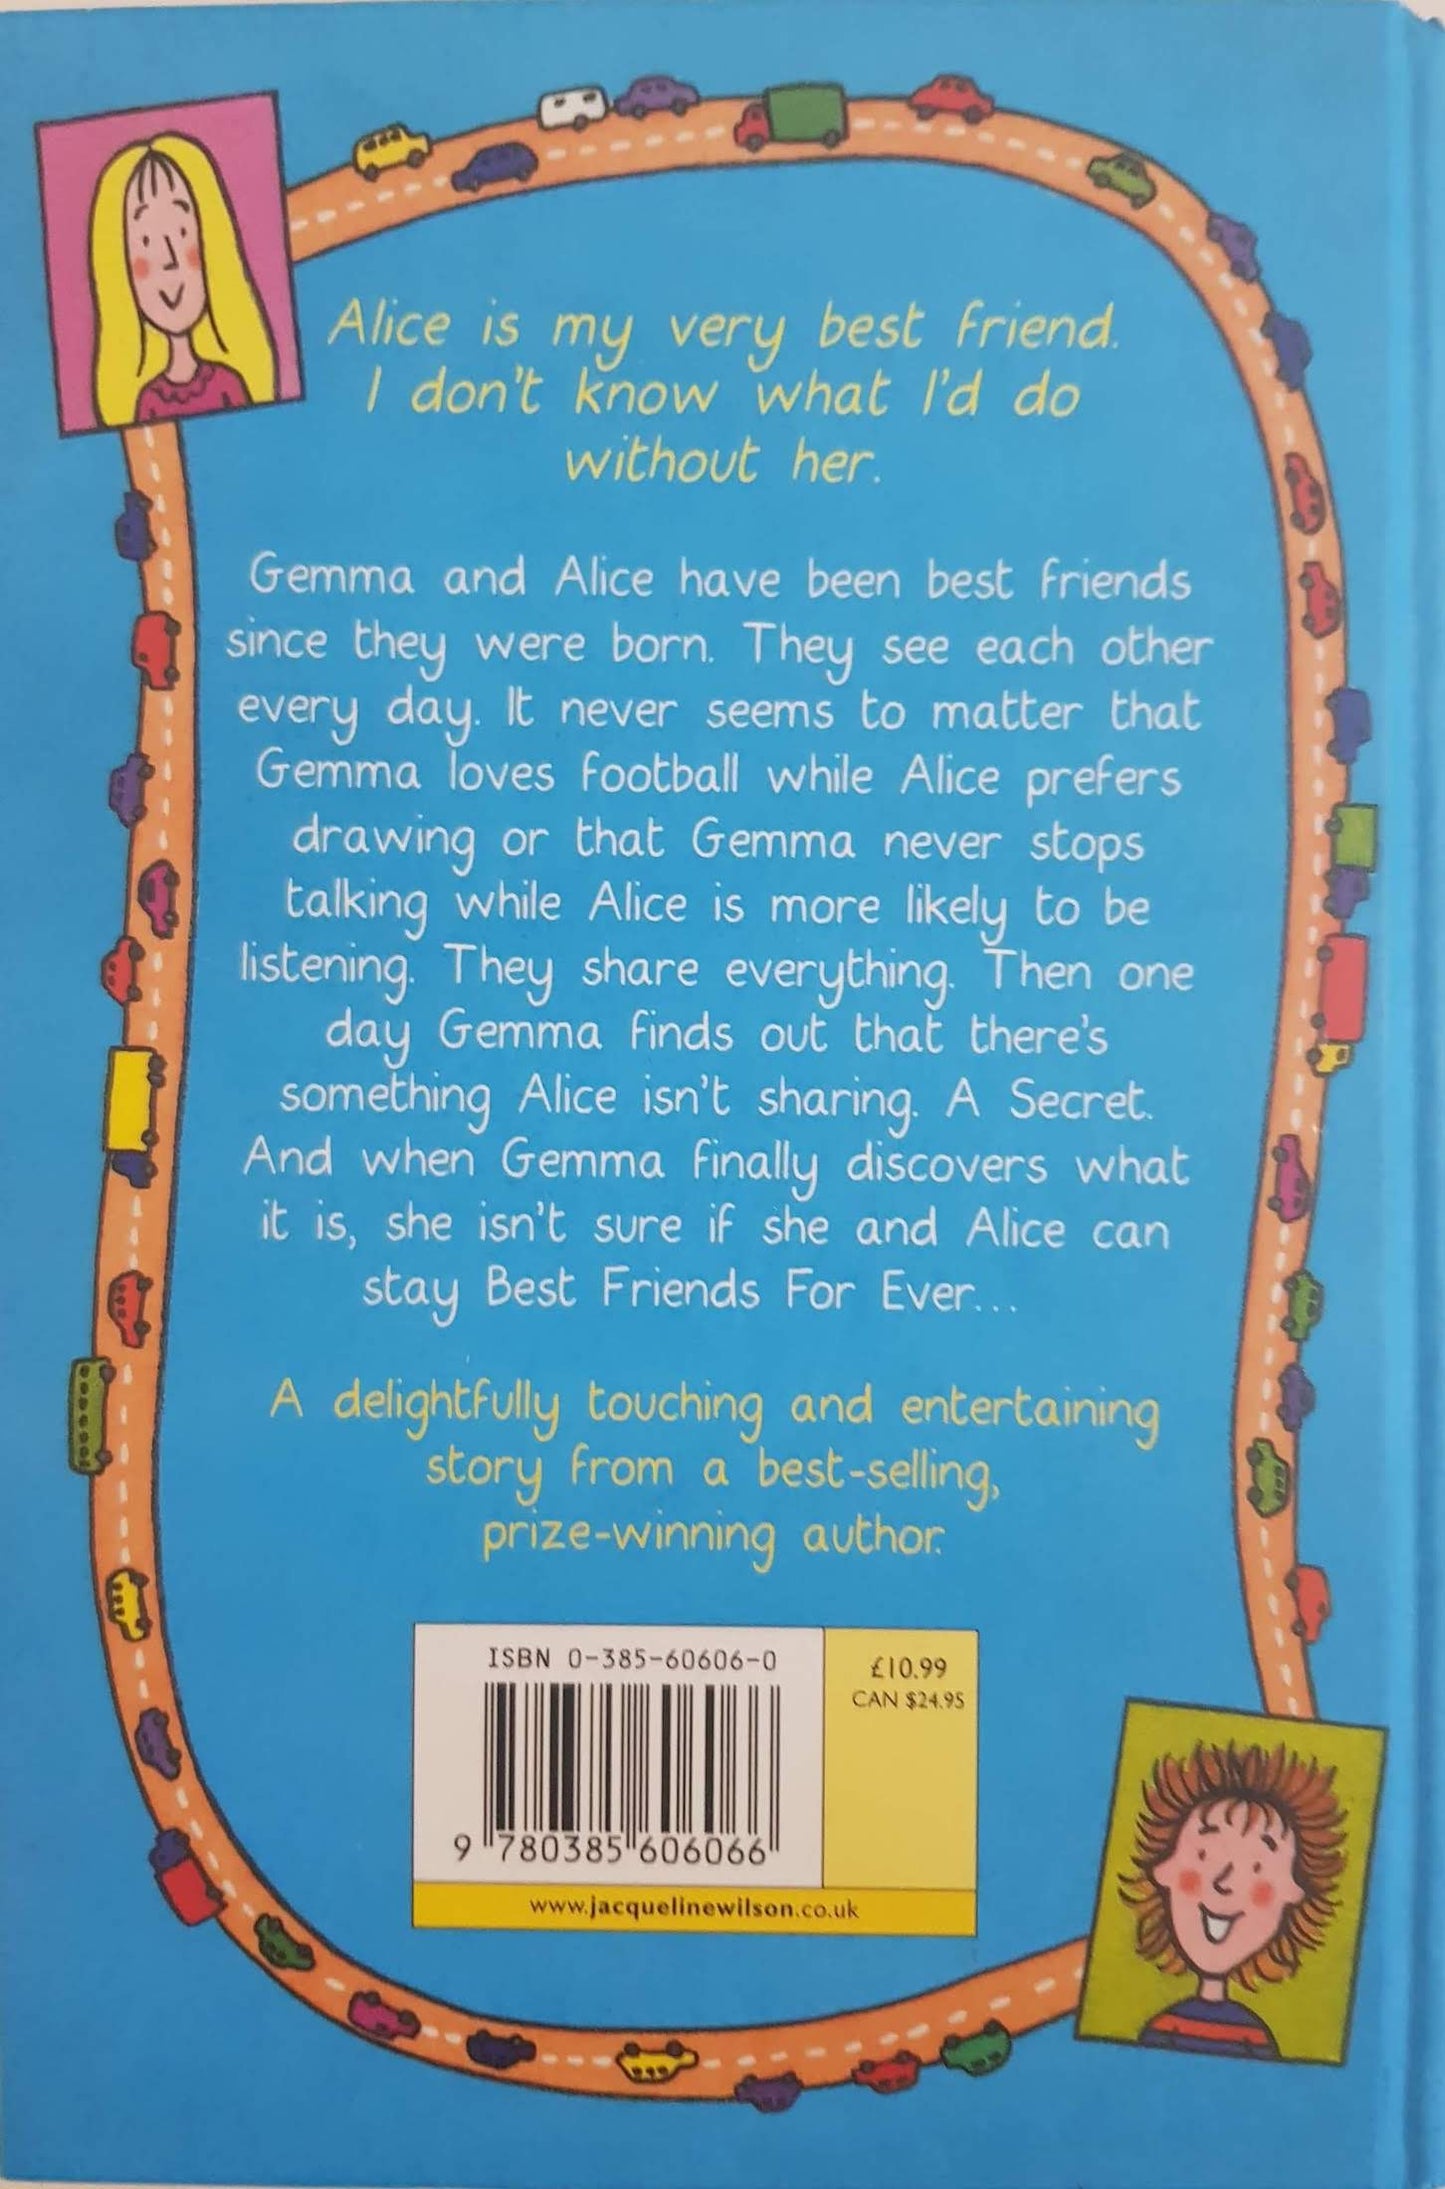 Alice is my very best friend.
I don't know what I'd do
without her.
Gemma and Alice have been best friends
since they were born. They see each other
every day. It never seems to matter that
Gemma loves football while Alice prefers
drawing or that Gemma never stops
talking while Alice is more likely to be
listening. They share everything. Then one
day Gemma finds out that there's
something Alice isn't sharing. A Secret.
And when Gemma finally discovers what
it is, she isn't sure if she and Alice can
stay Best Friends For Ever...
A delightfully touching and entertaining
story from a best-selling,
prize-winning author.
ISBN 0-385-60606-0
£10.99
CAN $24.95
9 780385 606066
www.jacquelinewilson.co.uk